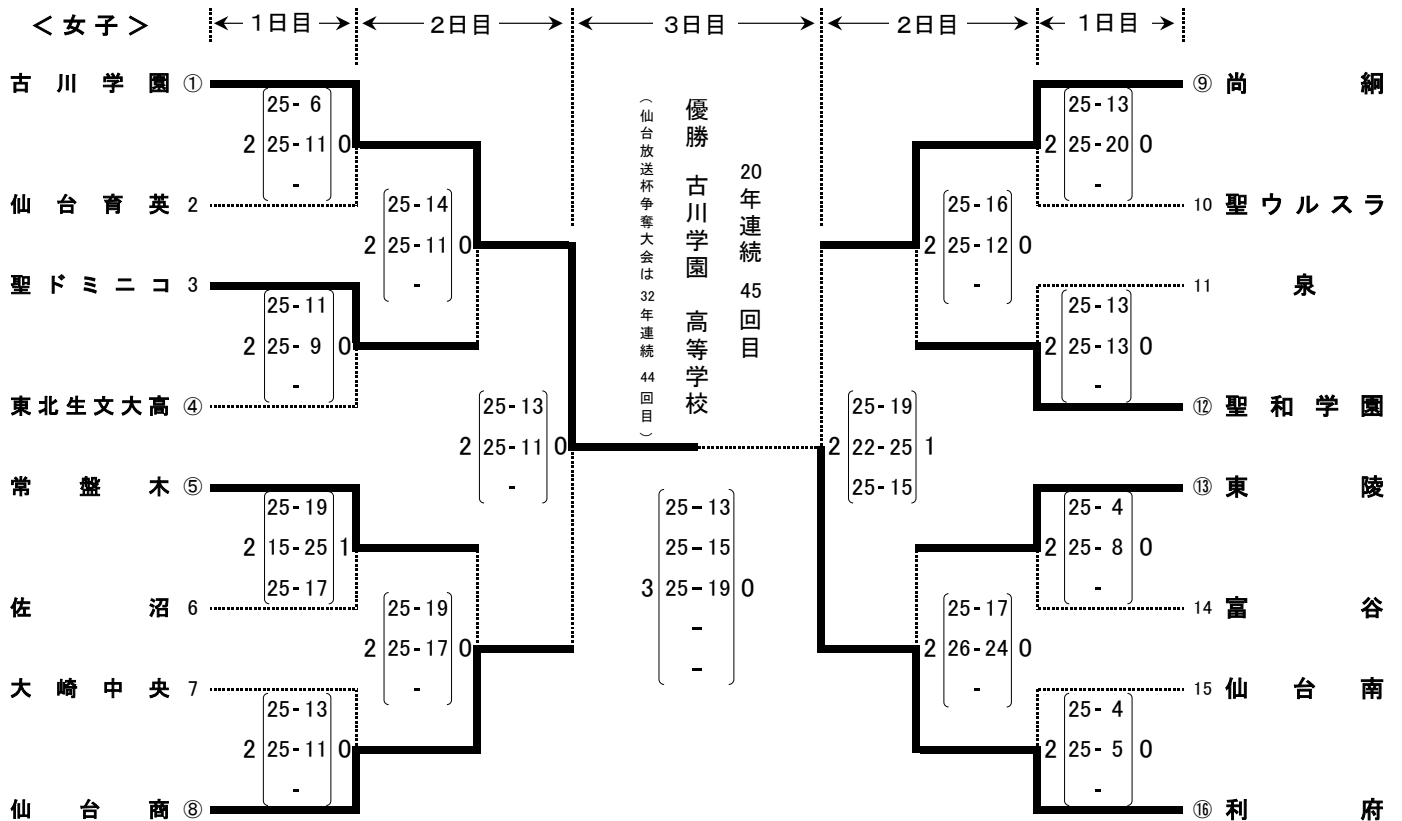 ＜女子＞
1日目
2日目
3日目
2日目
1日目
古川学園 ①
25- 6
2 25-11 0
-
仙台育英 2
25-14
2 25-11 0
-
聖ドミニコ 3
25-11
2 25- 9 0
-
東北生文大高 ④
25-13
2 25-11 0
-
常盤木 ⑤
25-19
2 15-25 1
25-17
佐沼 6
25-19
2 25-17 0
-
大崎中央 7
25-13
2 25-11 0
-
仙台商 ⑧
20年連続 45回目
優勝 古川学園 高等学校
（仙台放送杯争奪大会は 32年連続 44回目）
25-13
25-15
3 25-19 0
-
-
⑨ 尚絅
25-13
2 25-20 0
-
10 聖ウルスラ
25-16
2 25-12 0
-
11 泉
25-13
2 25-13 0
-
⑫ 聖和学園
25-19
2 22-25 1
25-15
⑬ 東陵
25- 4
2 25- 8 0
-
14 富谷
25-17
2 26-24 0
-
15 仙台南
25- 4
2 25- 5 0
-
⑯ 利府